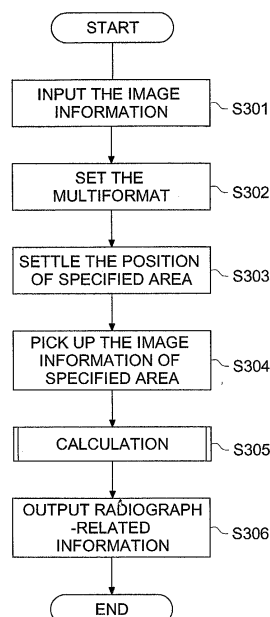 START
INPUT THE IMAGE
INFORMATION
S301
SET THE
MULTIFORMAT
S302
SETTLE THE POSITION
OF SPECIFIED AREA
S303
PICK UP THE IMAGE
INFORMATION OF
SPECIFIED AREA
S304
CALCULATION
S305
OUTPUT RADIOGRAPH
-RELATED
INFORMATION
S306
END